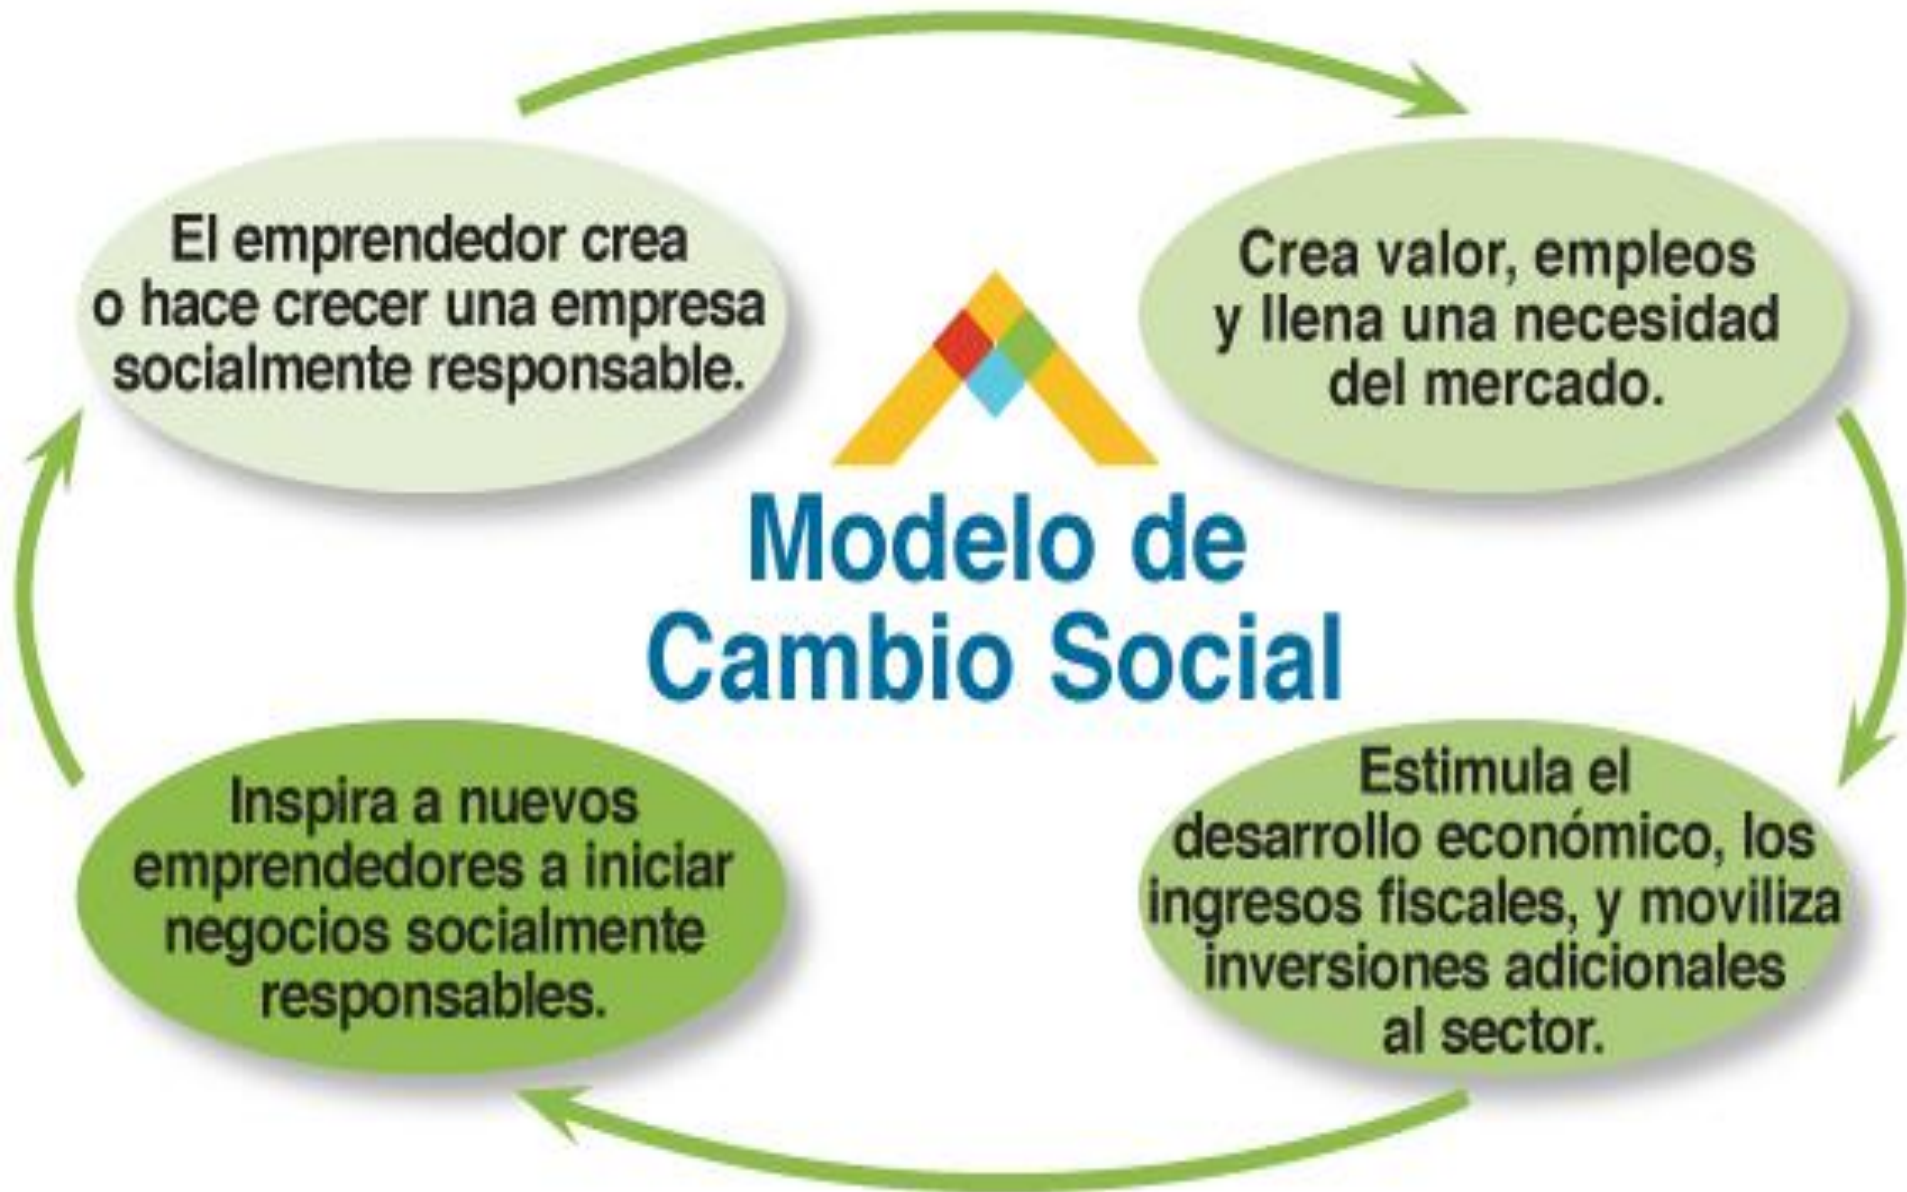 El emprendedor crea
o hace crecer una empresa
socialmente responsable.
Crea valor, empleos
y llena una necesidad
del mercado.
Modelo de
Cambio Social
Estimula el
desarrollo económico, los
ingresos fiscales, y moviliza
inversiones adicionales
al sector.
Inspira a nuevos
emprendedores a iniciar
negocios socialmente
responsables.